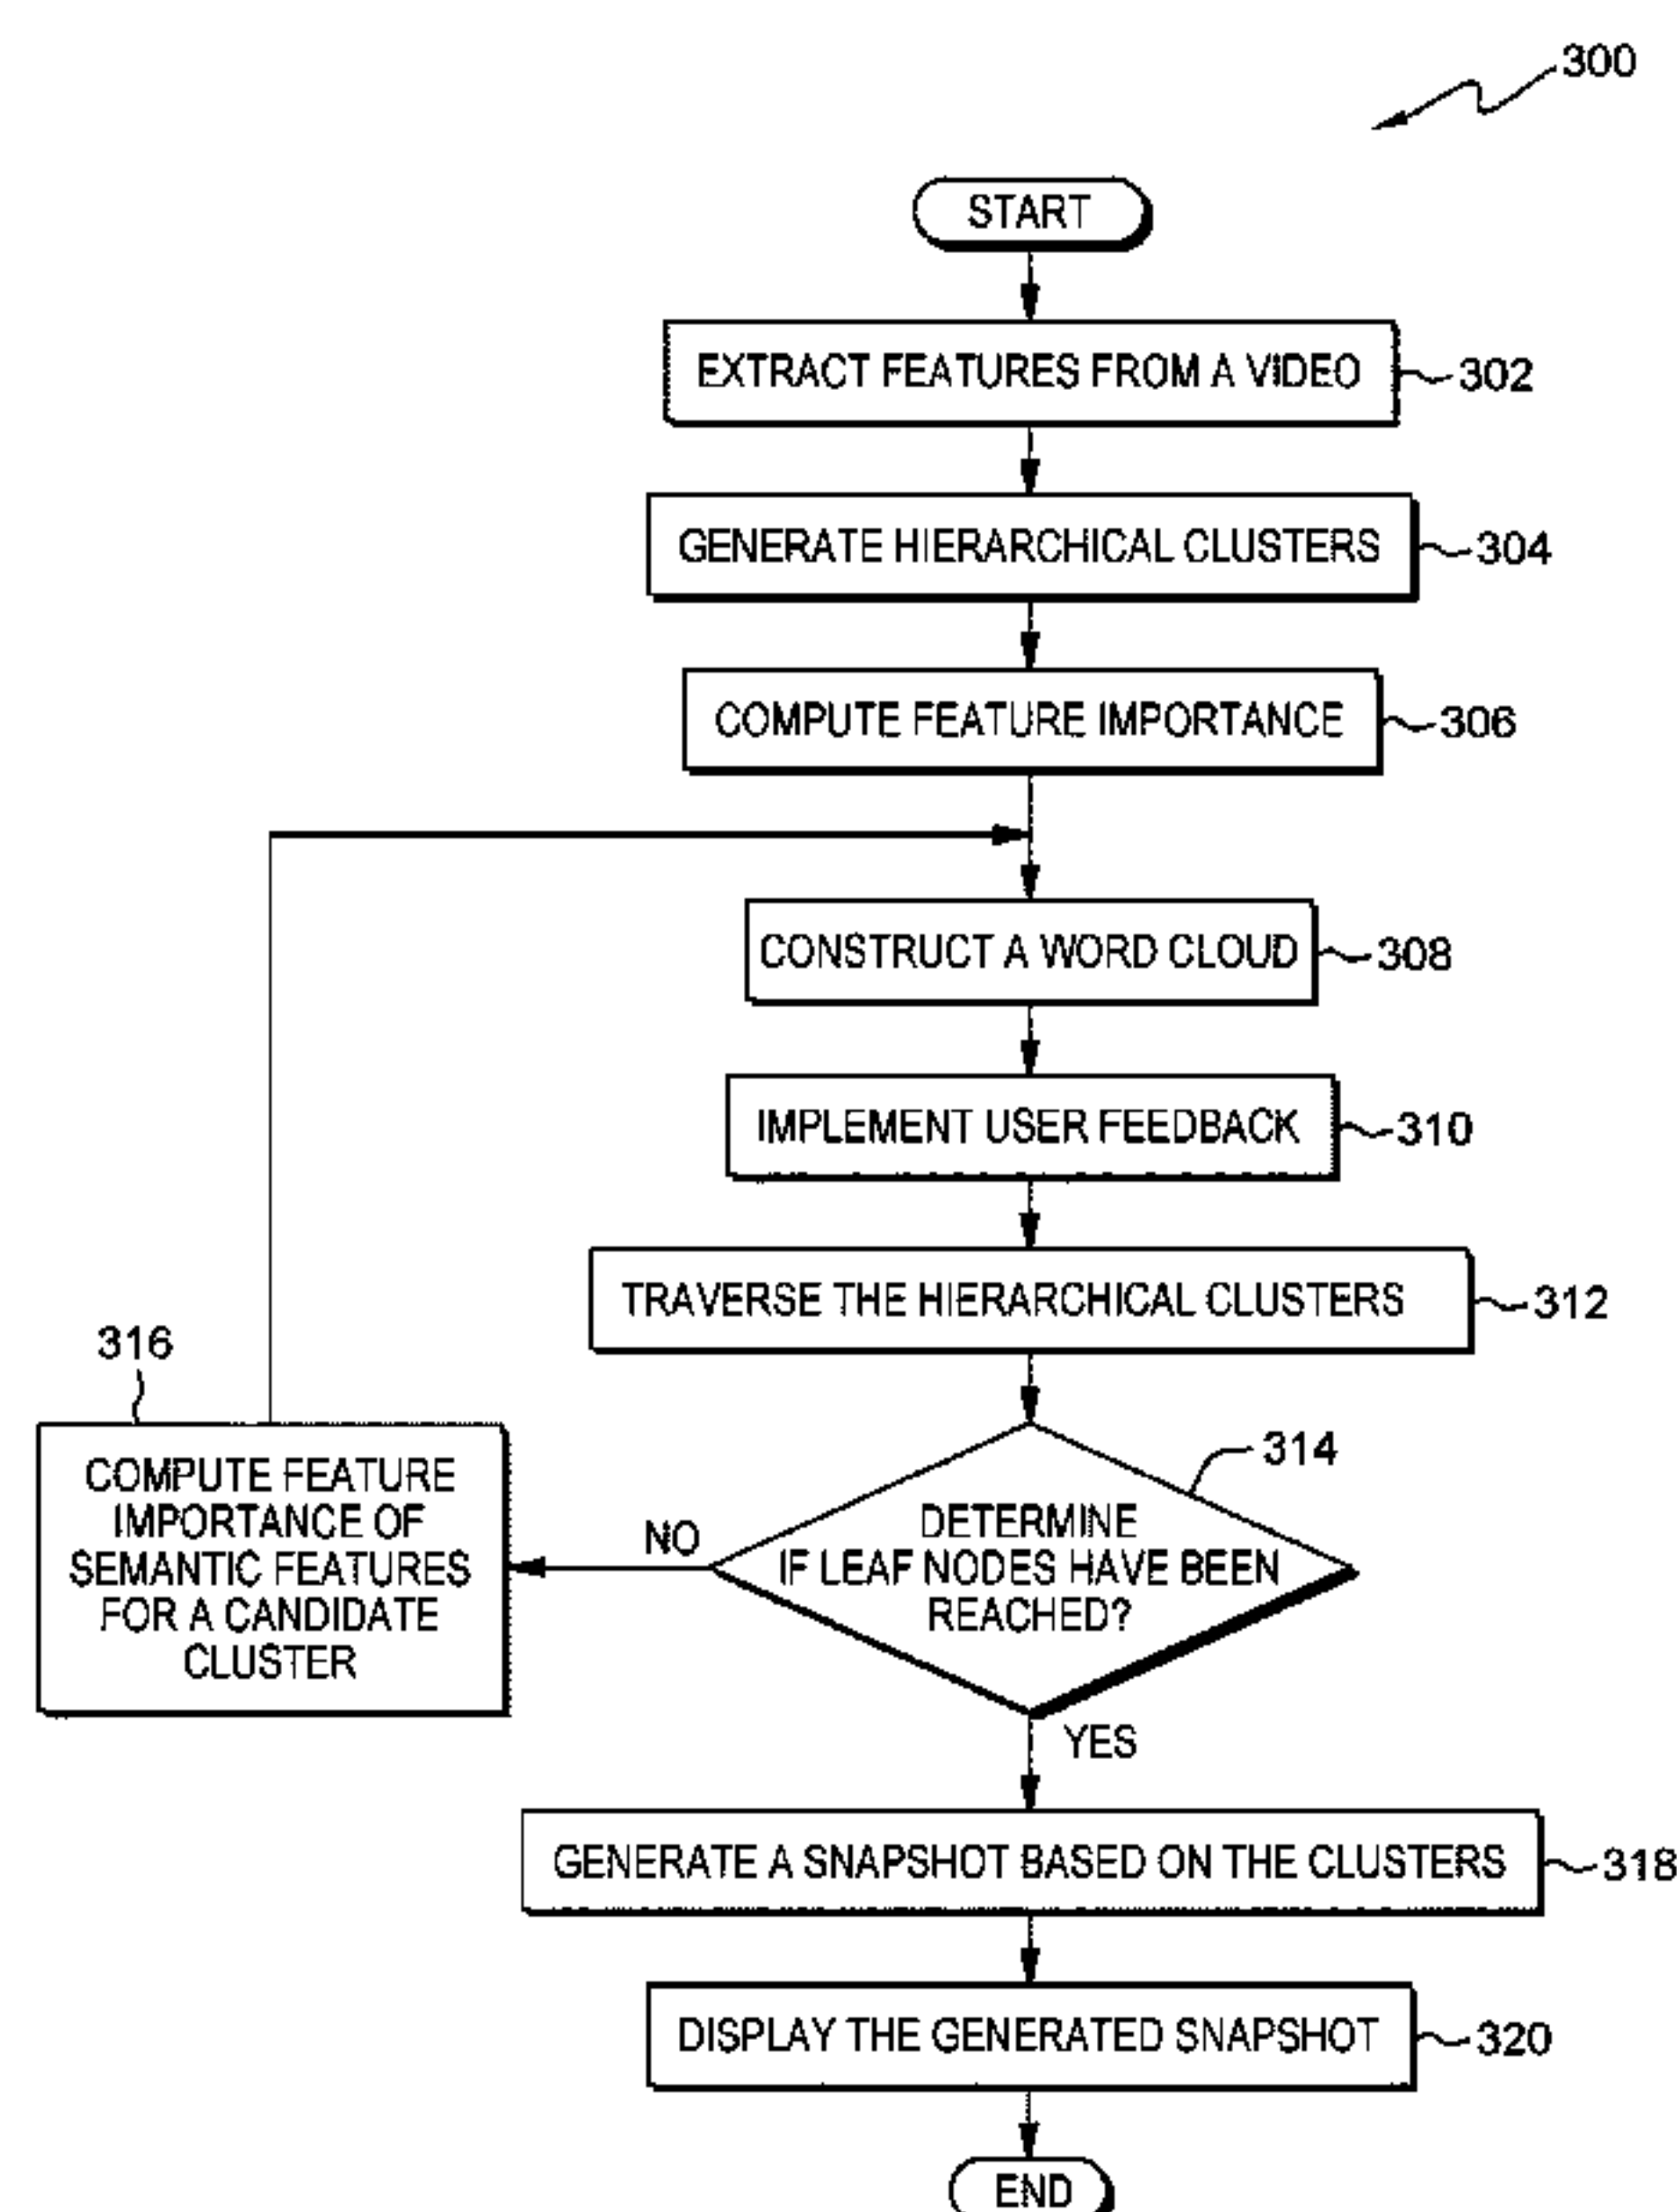 300
START
EXTRACT FEATURES FROM A VIDEO
302
GENERATE HIERARCHICAL CLUSTERS
304
COMPUTE FEATURE IMPORTANCE
306
CONSTRUCT A WORD CLOUD
308
IMPLEMENT USER FEEDBACK
310
TRAVERSE THE HIERARCHICAL CLUSTERS
312
314
DETERMINE
IF LEAF NODES HAVE BEEN
REACHED?
NO
316
COMPUTE FEATURE
IMPORTANCE OF
SEMANTIC FEATURES
FOR A CANDIDATE
CLUSTER
YES
GENERATE A SNAPSHOT BASED ON THE CLUSTERS
318
DISPLAY THE GENERATED SNAPSHOT
320
END